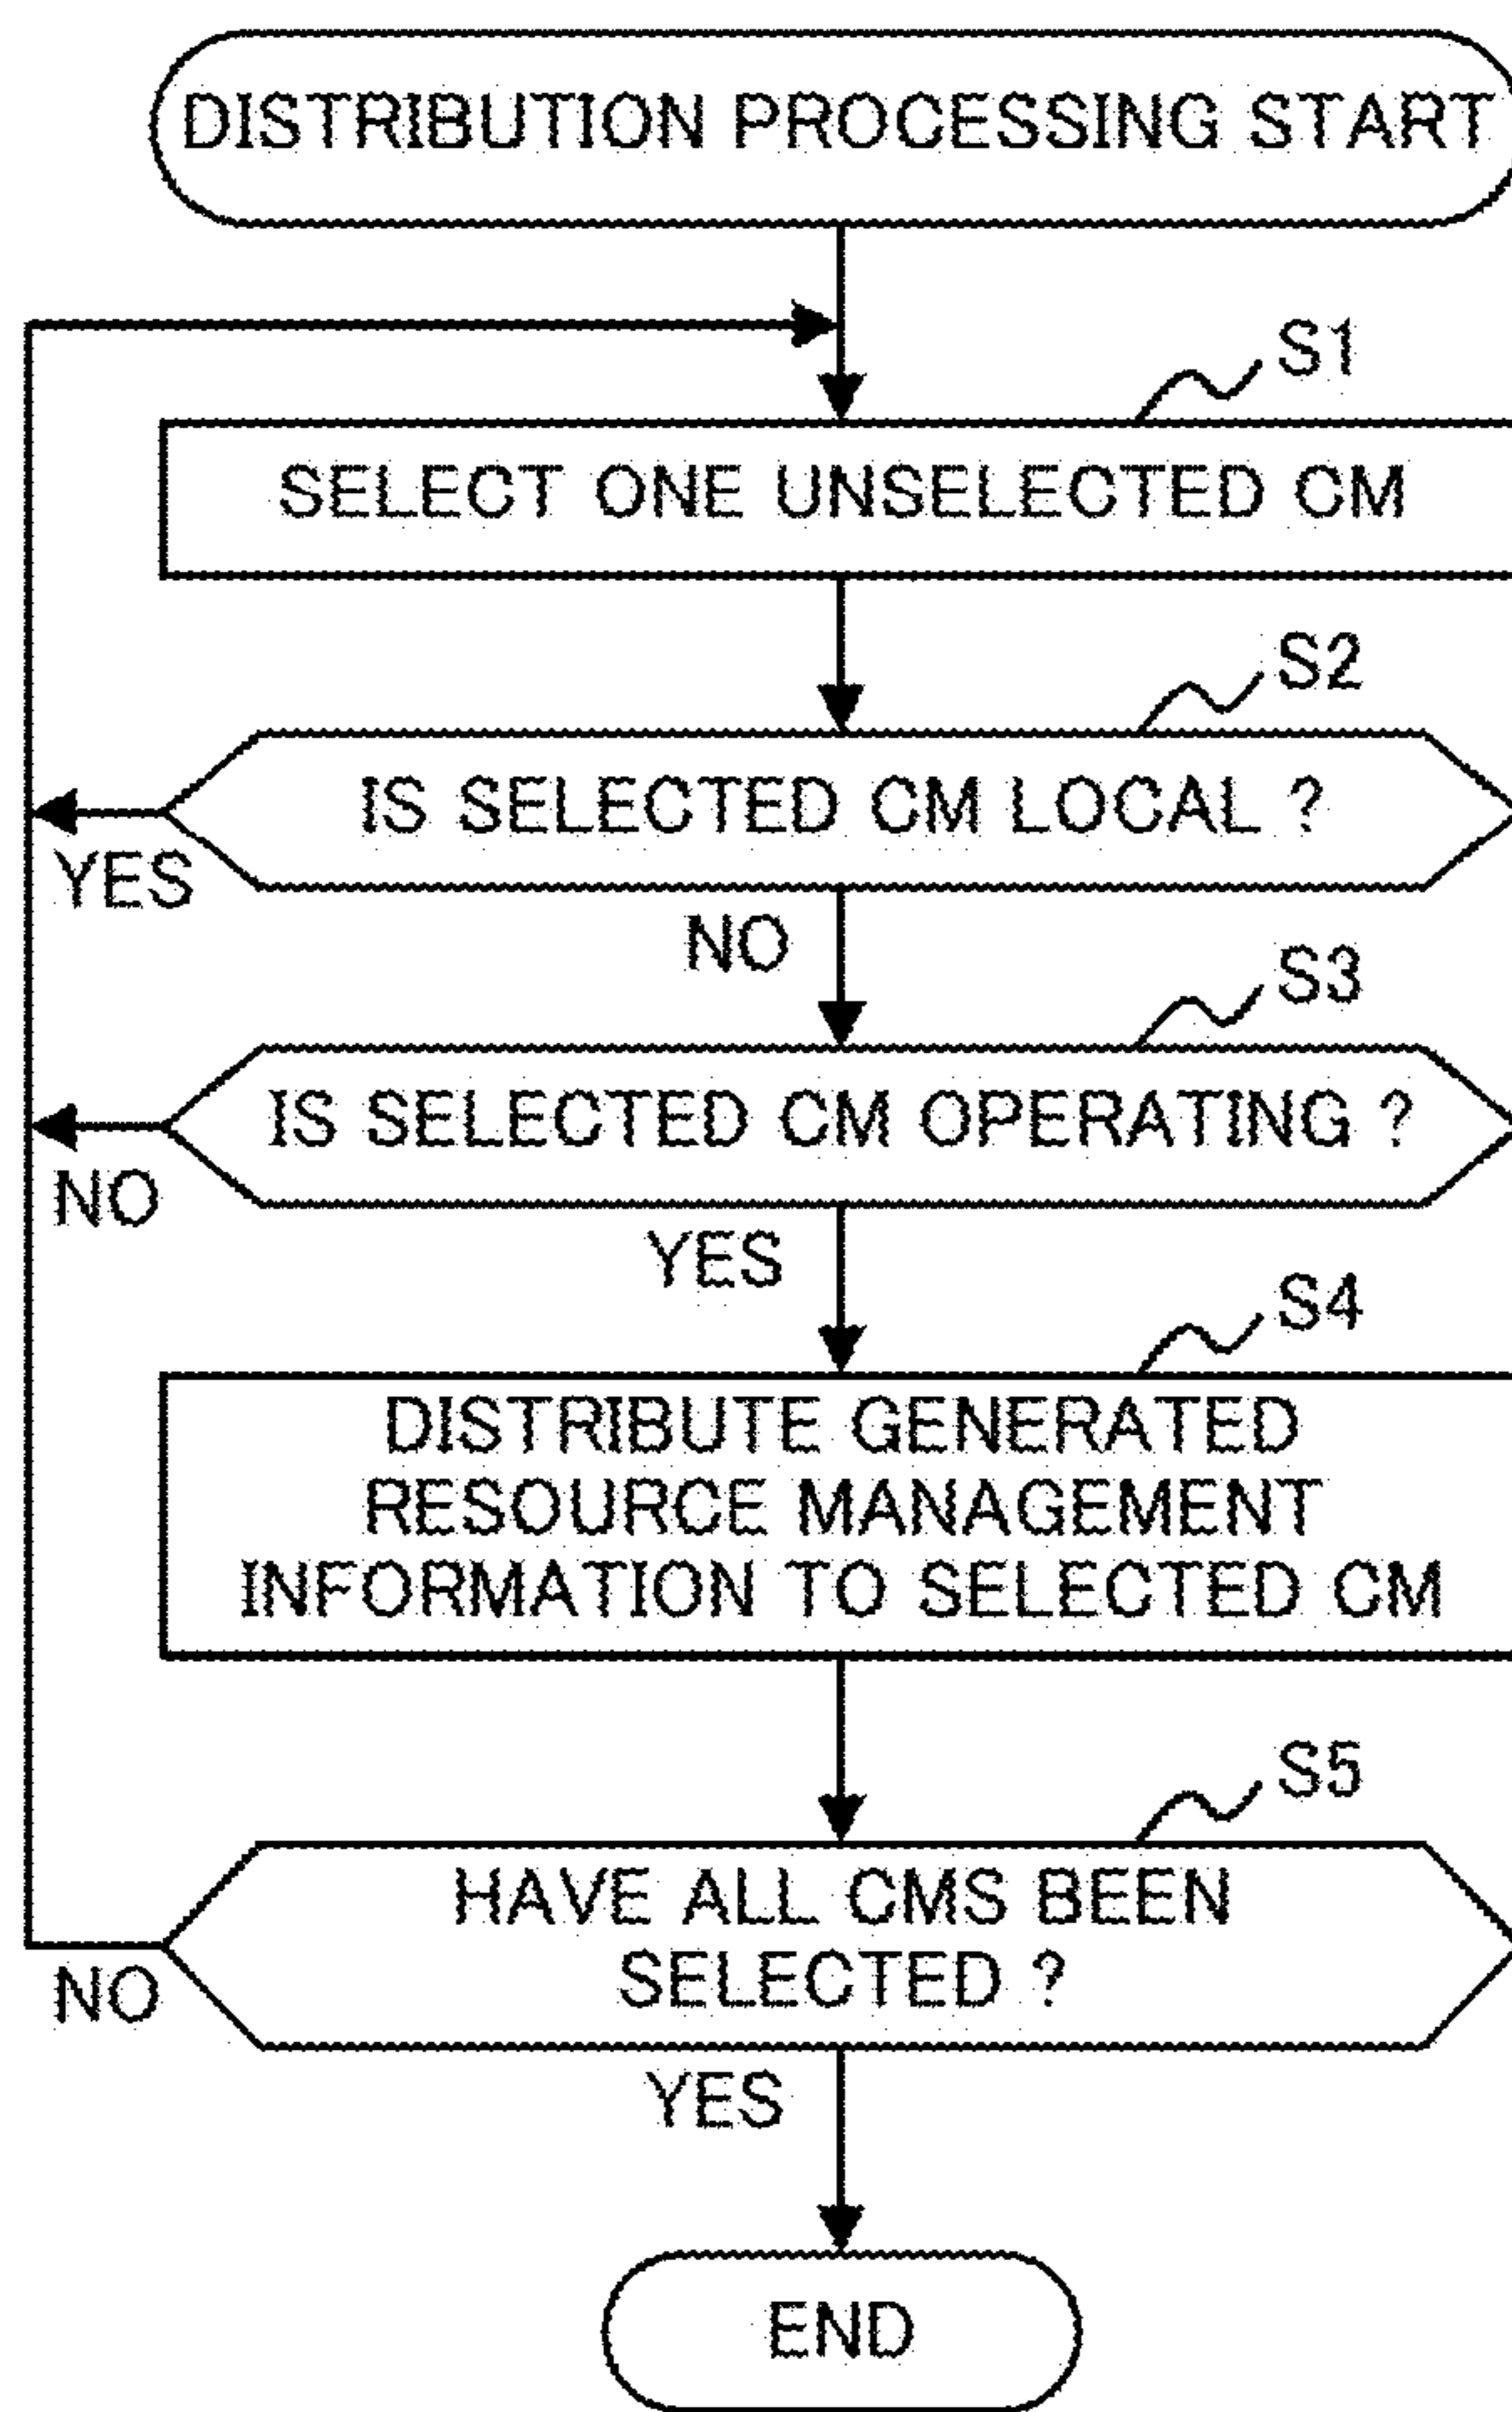 DISTRIBUTION PROCESSING START
S1
SELECT ONE UNSELECTED CM
S2
IS SELECTED CM LOCAL ?
YES
NO
S3
IS SELECTED CM OPERATING ?
NO
YES
S4
DISTRIBUTE GENERATED
RESOURCE MANAGEMENT
INFORMATION TO SELECTED CM
S5
HAVE ALL CMS BEEN
SELECTED ?
NO
YES
END